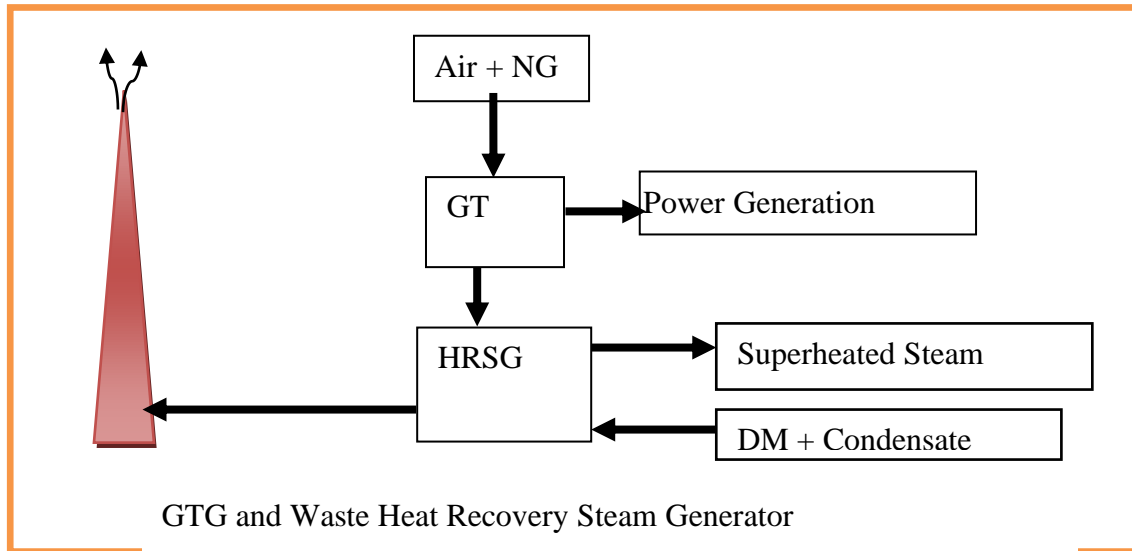 Air + NG
GT
Power Generation
HRSG
Superheated Steam
DM + Condensate
GTG and Waste Heat Recovery Steam Generator